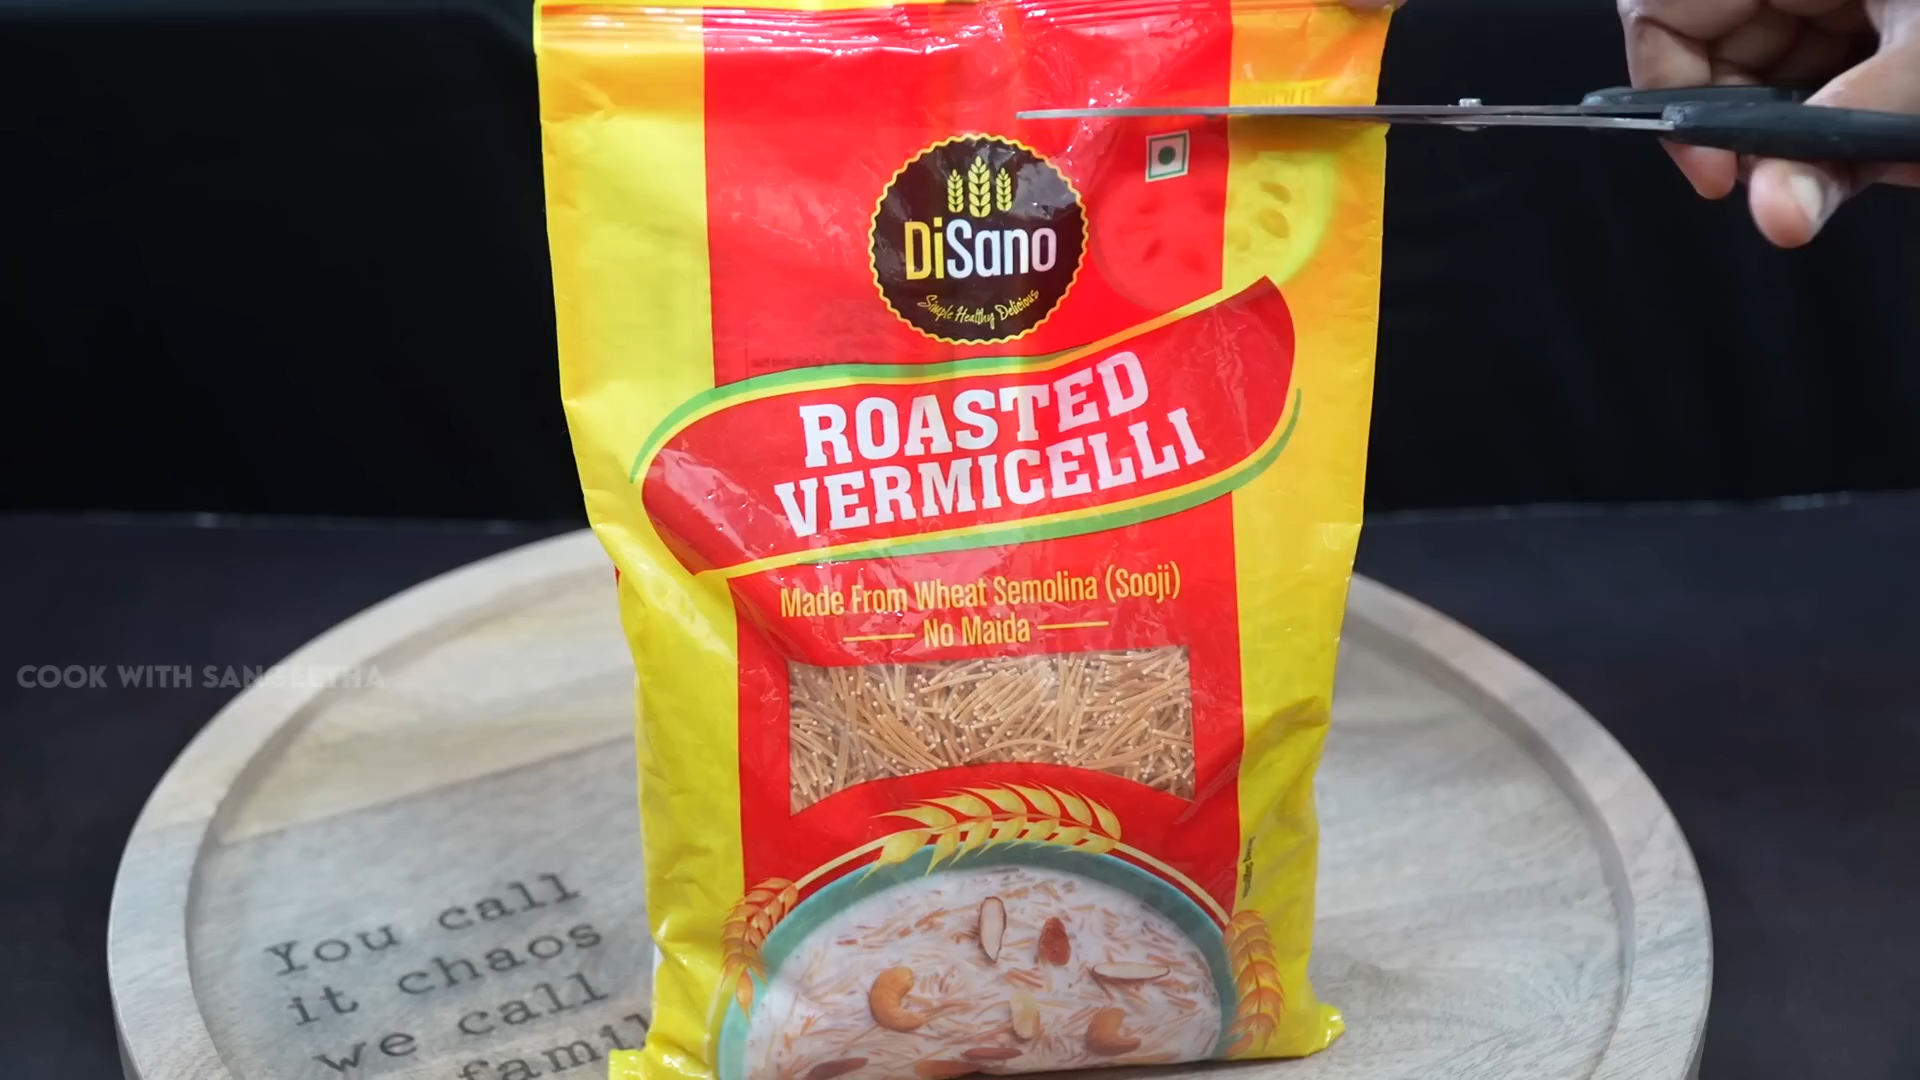 DiSano
Simple Healthy Delicious
ROASTED
VERMICELLI
Made From Wheat Semolina (Sooji)
No Maida
COOK WITH SANGEETHA
You call
it chaos
we call
famil